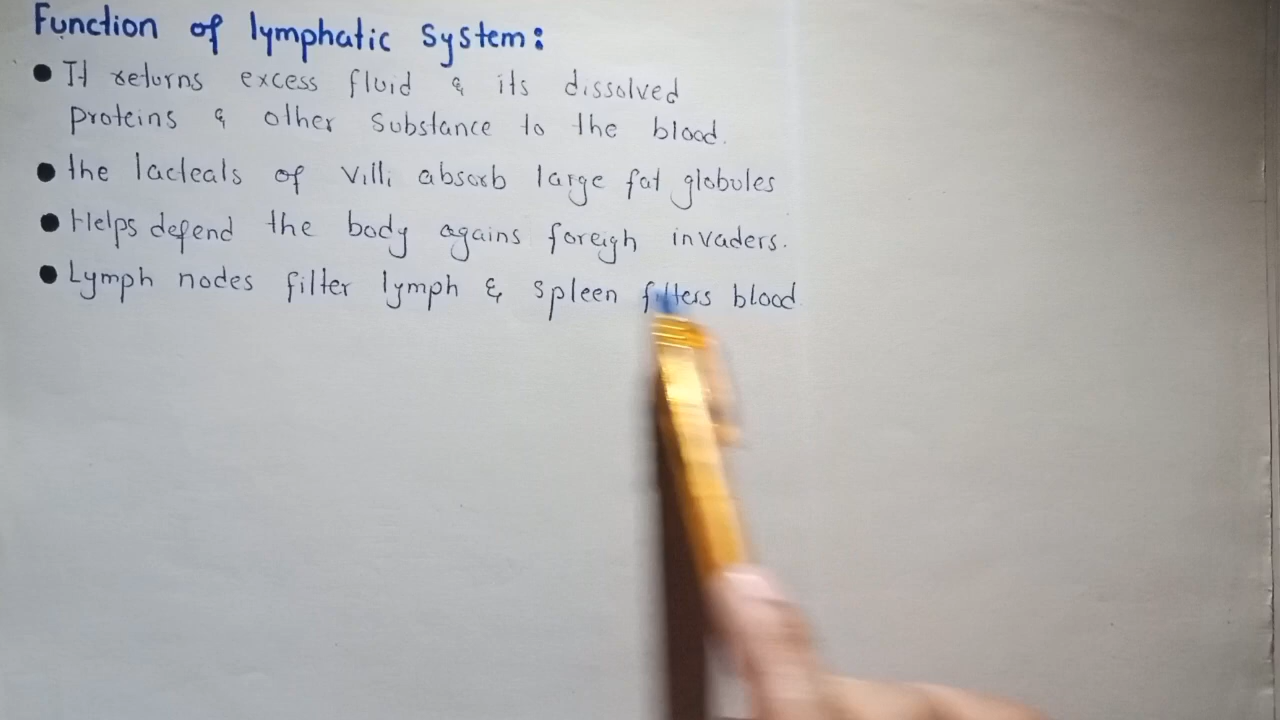 Function of lymphatic System:
• It returns excess fluid & its dissolved
proteins & other Substance to the blood.
• the lacteals of villi absorb large fat globules
• Helps defend the body agains foreigh invaders.
• Lymph nodes filter lymph & spleen filters blood